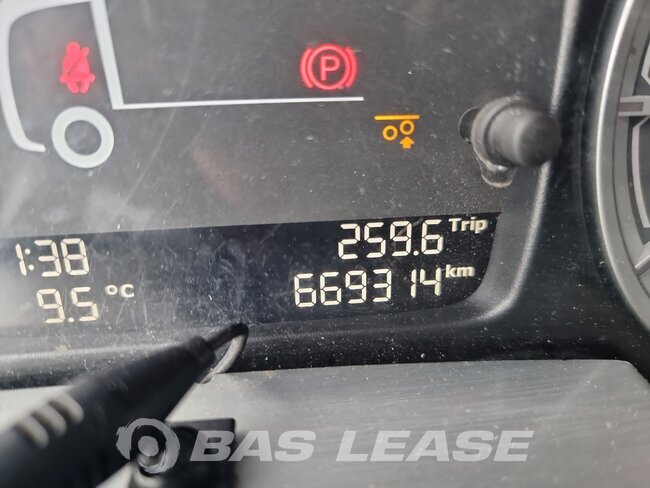 P
1:38
259.6 Trip
9.5 °C
669314 km
BAS LEASE